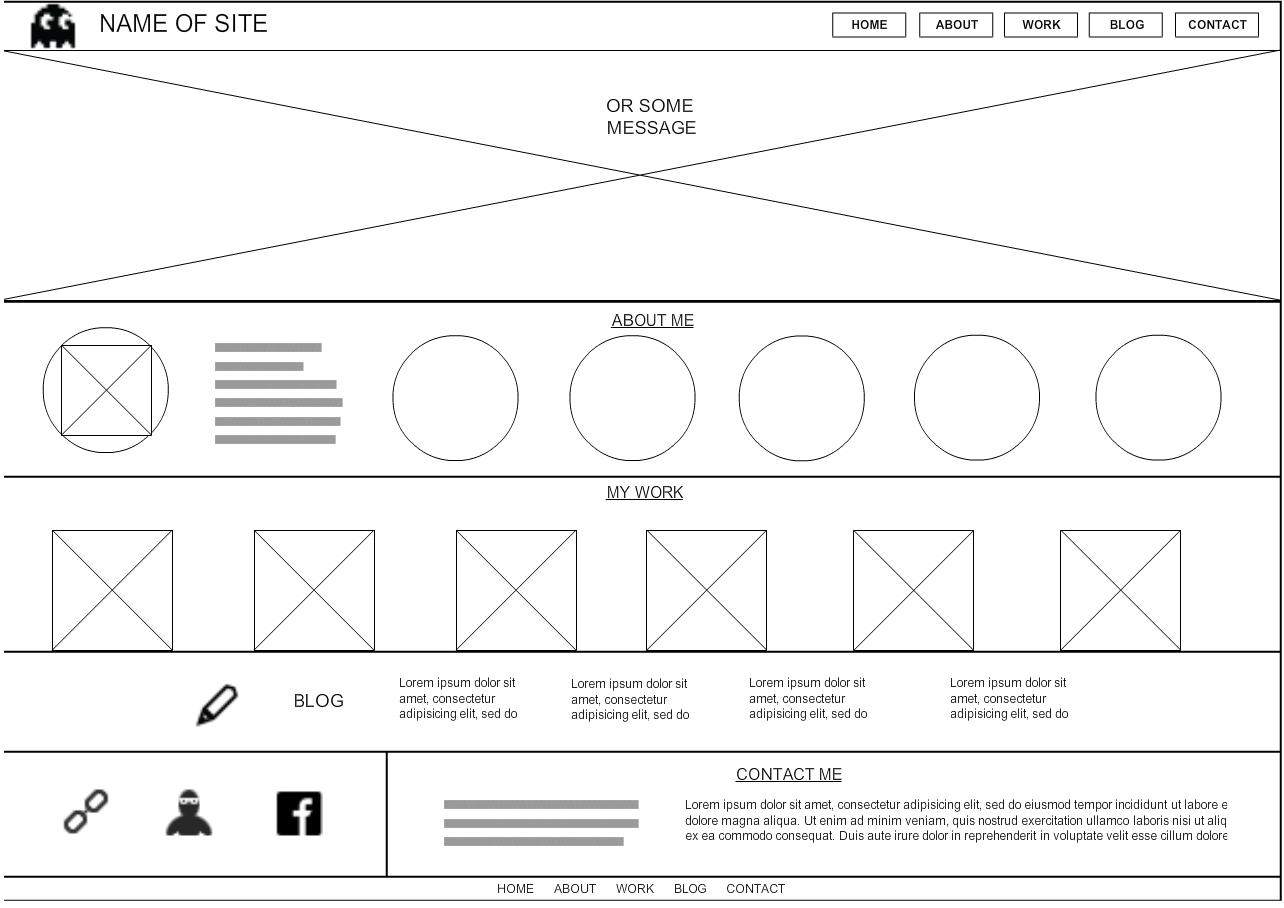 NAME OF SITE
HOME
ABOUT
WORK
BLOG
CONTACT
OR SOME
MESSAGE
ABOUT ME
MY WORK
BLOG
Lorem ipsum dolor sit
amet, consectetur
adipisicing elit, sed do
Lorem ipsum dolor sit
amet, consectetur
adipisicing elit, sed do
Lorem ipsum dolor sit
amet, consectetur
adipisicing elit, sed do
Lorem ipsum dolor sit
amet, consectetur
adipisicing elit, sed do
CONTACT ME
Lorem ipsum dolor sit amet, consectetur adipisicing elit, sed do eiusmod tempor incididunt ut labore e
dolore magna aliqua. Ut enim ad minim veniam, quis nostrud exercitation ullamco laboris nisi ut aliq
ex ea commodo consequat. Duis aute irure dolor in reprehenderit in voluptate velit esse cillum dolore
HOME ABOUT WORK BLOG CONTACT